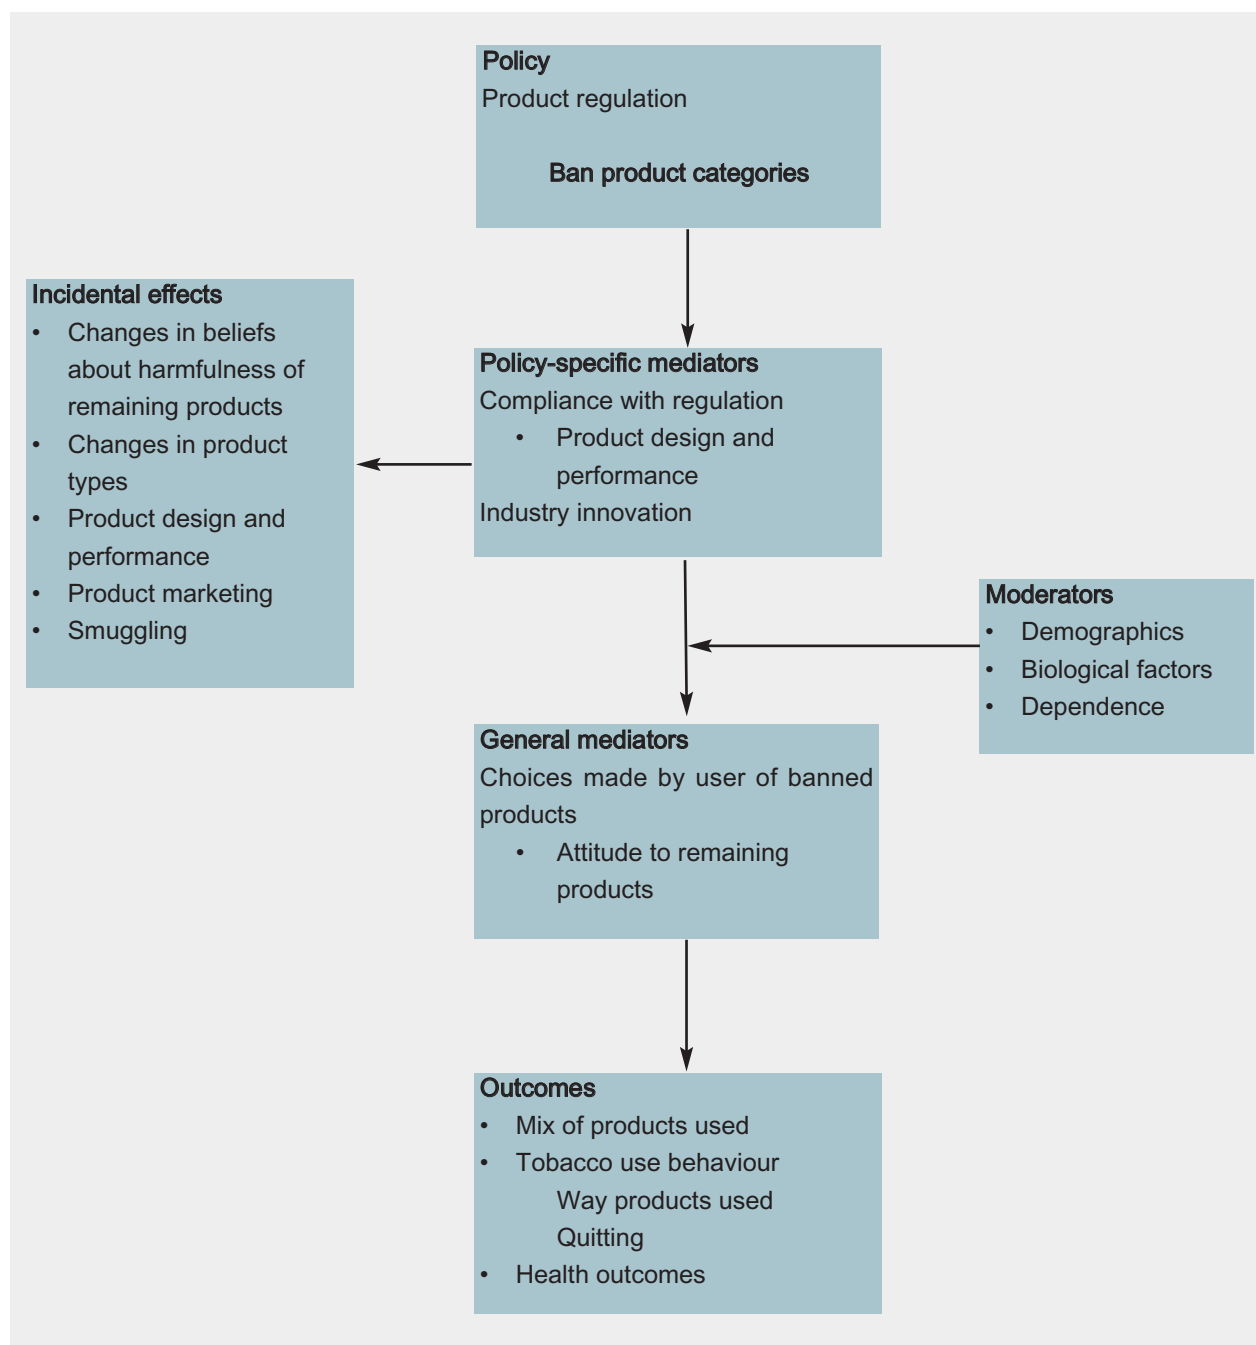 Policy
Product regulation
Ban product categories
Incidental effects
• Changes in beliefs
about harmfulness of
remaining products
• Changes in product
types
• Product design and
performance
• Product marketing
• Smuggling
Policy-specific mediators
Compliance with regulation
• Product design and
performance
Industry innovation
Moderators
• Demographics
• Biological factors
• Dependence
General mediators
Choices made by user of banned
products
• Attitude to remaining
products
Outcomes
• Mix of products used
• Tobacco use behaviour
Way products used
Quitting
• Health outcomes